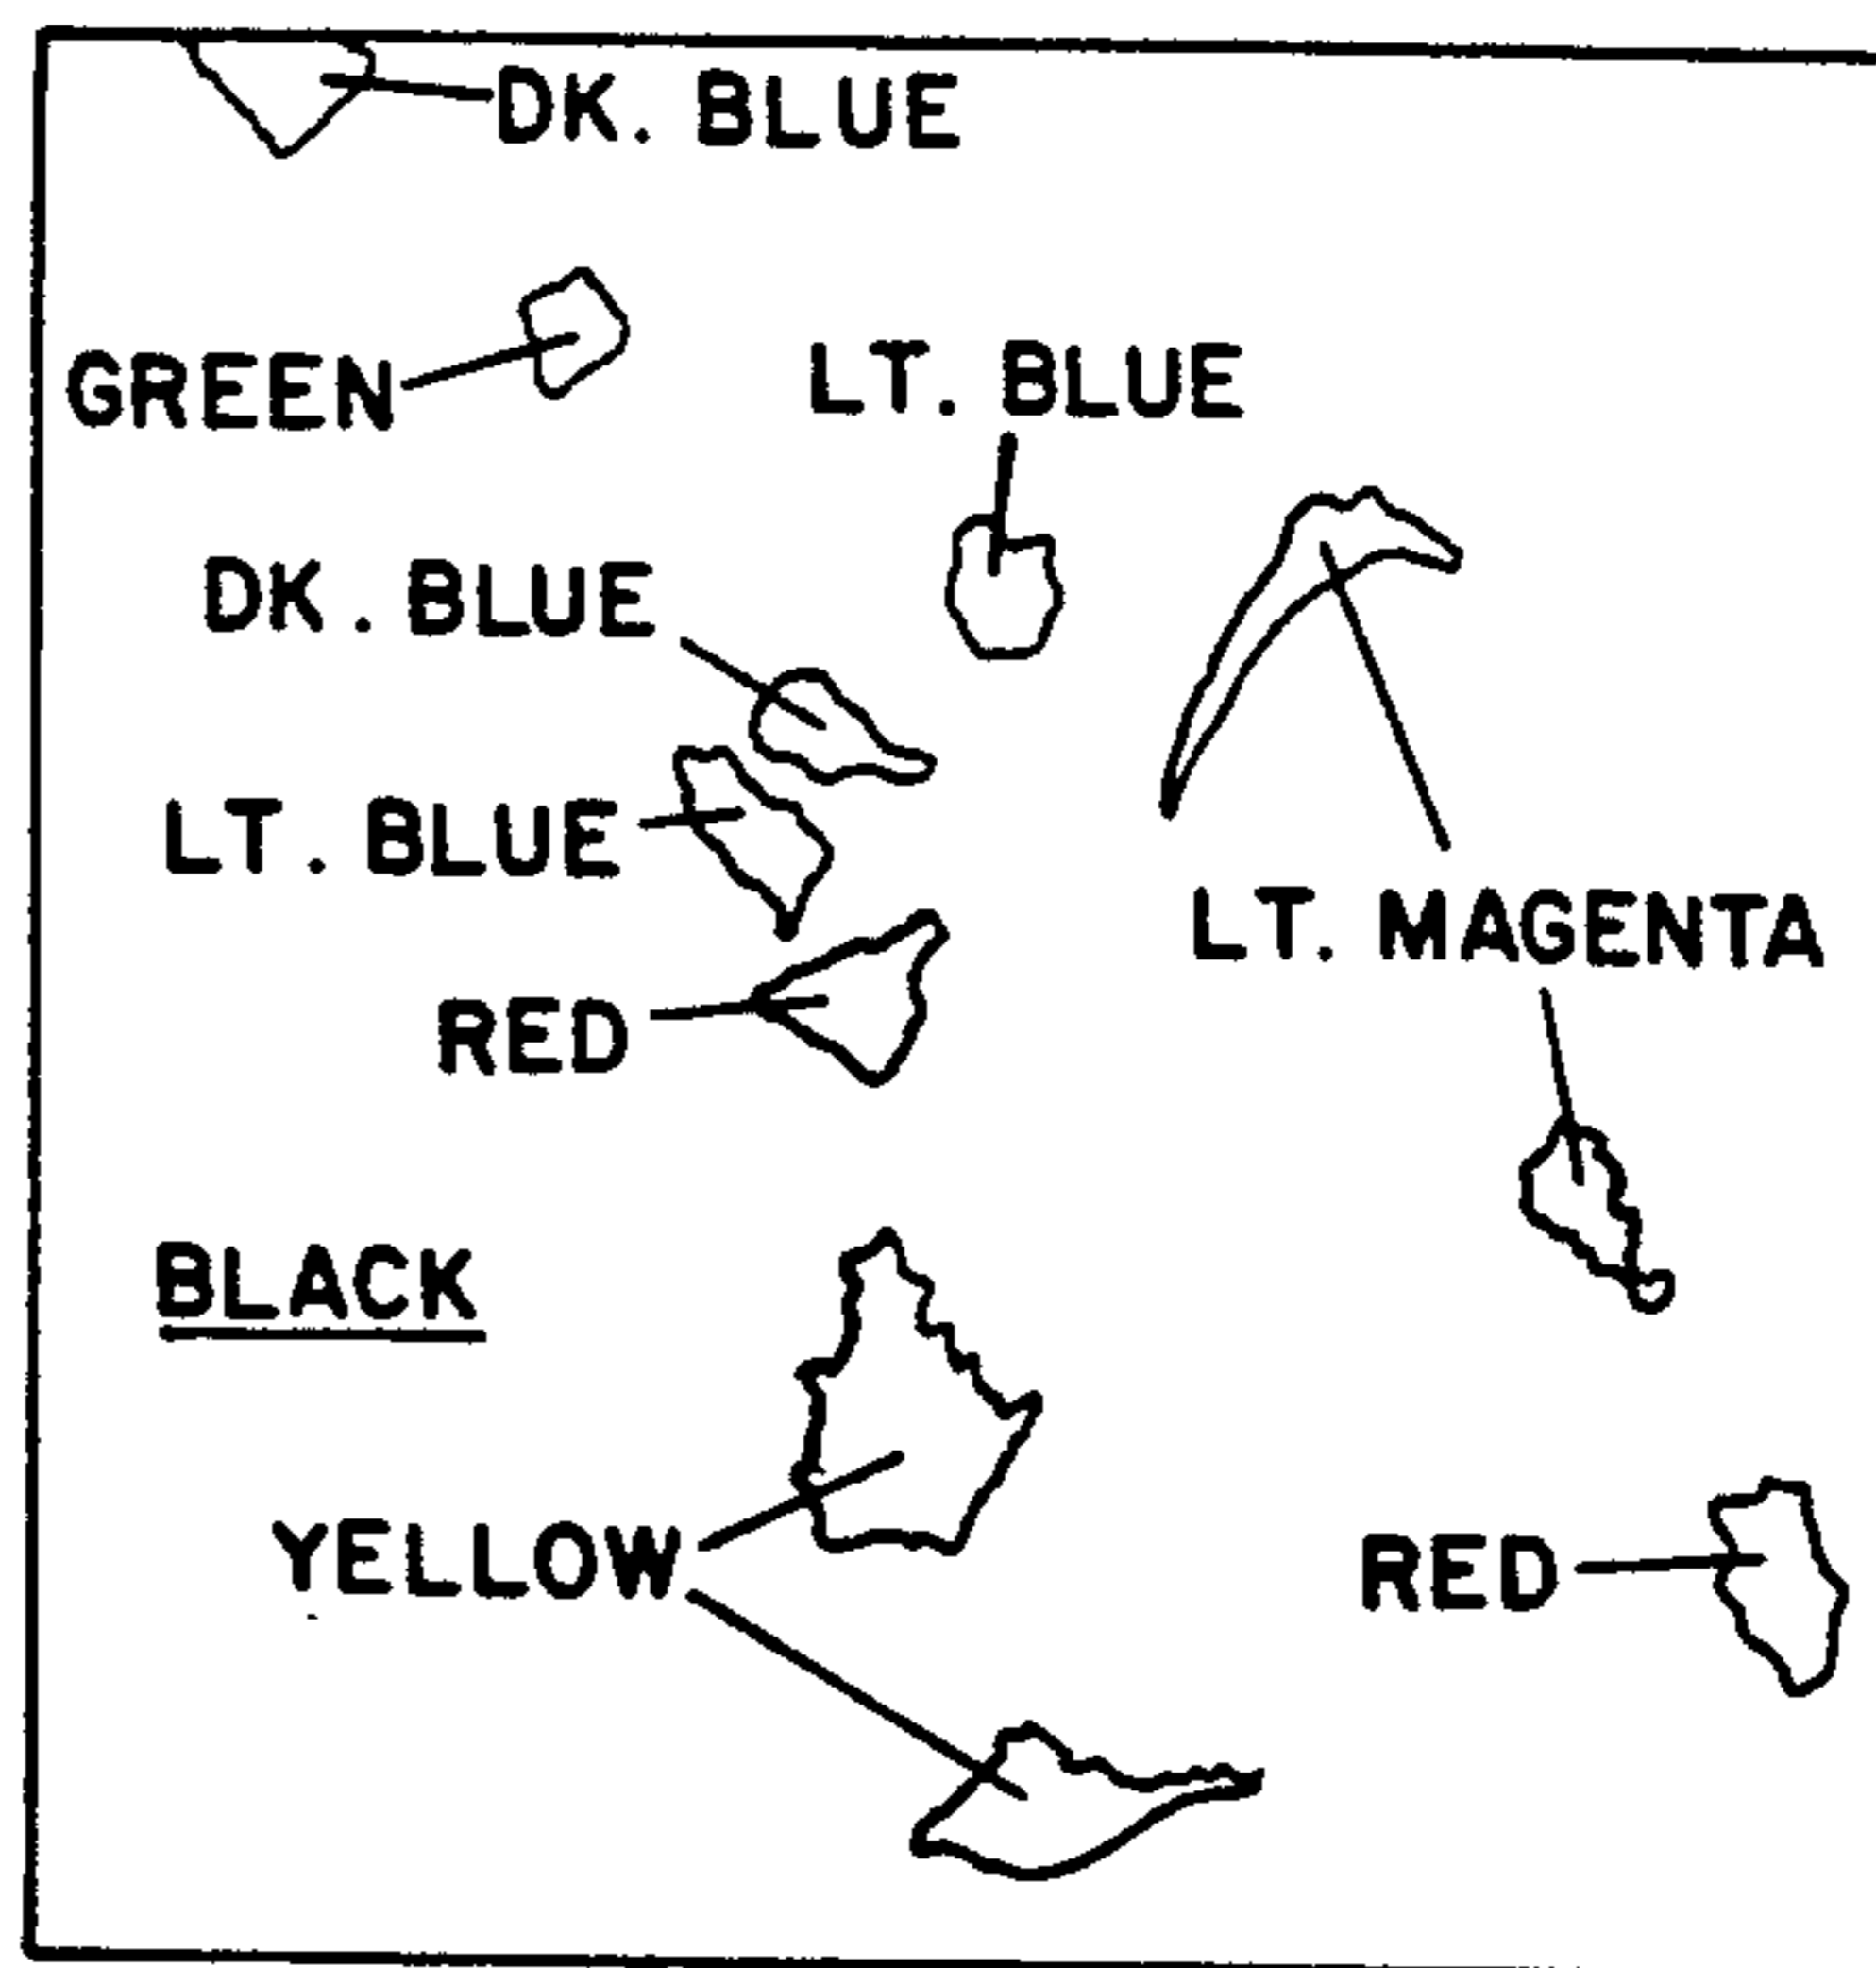 DK. BLUE
GREEN
LT. BLUE
DK. BLUE
LT. BLUE
LT. MAGENTA
RED
BLACK
YELLOW
RED